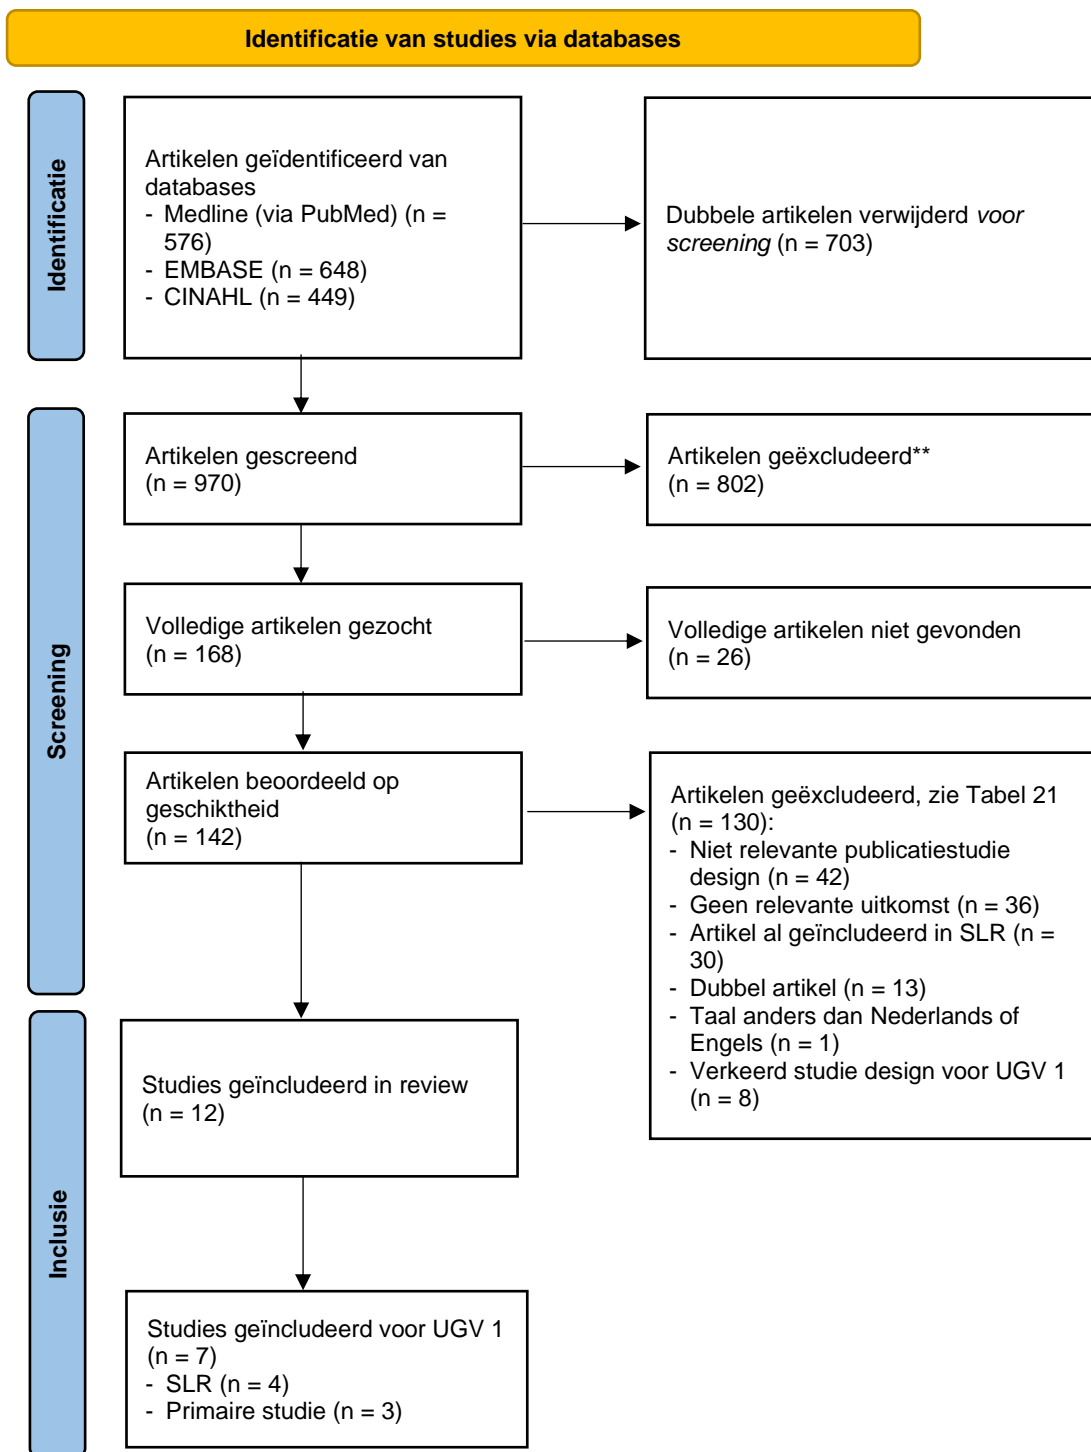 Identificatie van studies via databases
Identificatie
Artikelen geïdentificeerd van
databases
- Medline (via PubMed) (n =
576)
- EMBASE (n = 648)
- CINAHL (n = 449)
Dubbele artikelen verwijderd voor
screening (n = 703)
Screening
Artikelen gescreend
(n = 970)
Artikelen geëxcludeerd**
(n = 802)
Volledige artikelen gezocht
(n = 168)
Volledige artikelen niet gevonden
(n = 26)
Artikelen beoordeeld op
geschiktheid
(n = 142)
Artikelen geëxcludeerd, zie Tabel 21
(n = 130):
- Niet relevante publicatiestudie
design (n = 42)
- Geen relevante uitkomst (n = 36)
- Artikel al geïncludeerd in SLR (n =
30)
- Dubbel artikel (n = 13)
- Taal anders dan Nederlands of
Engels (n = 1)
- Verkeerd studie design voor UGV 1
(n = 8)
Inclusie
Studies geïncludeerd in review
(n = 12)
Studies geïncludeerd voor UGV 1
(n = 7)
- SLR (n = 4)
- Primaire studie (n = 3)